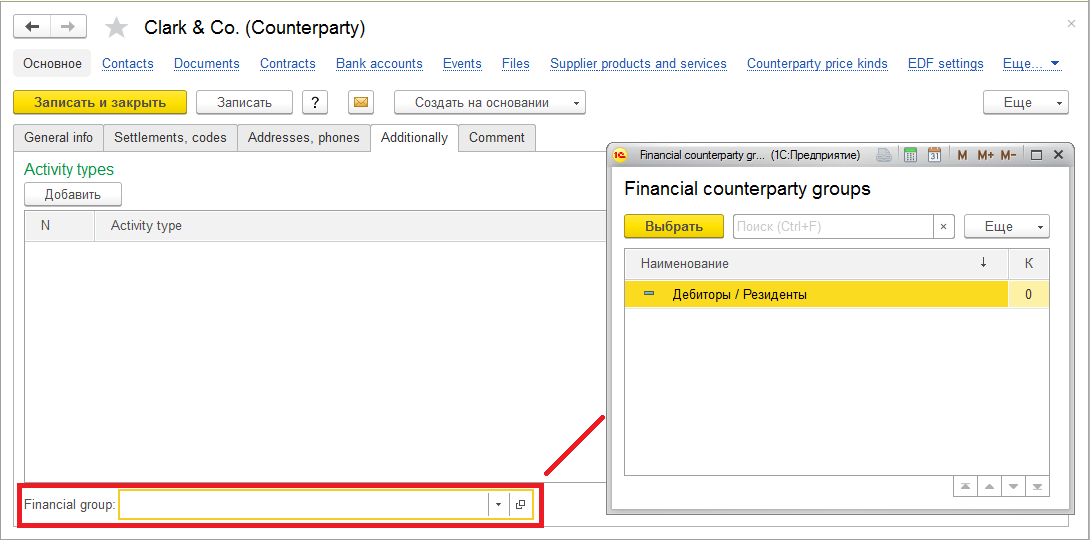 Clark & Co. (Counterparty)
Основное Contacts Documents Contracts Bank accounts Events Files Supplier products and services Counterparty price kinds EDF settings Еще...
Записать и закрыть Записать ? Создать на основании Еще
General info Settlements, codes Addresses, phones Additionally Comment
Activity types
Добавить
N Activity type
Financial group:
1С Financial counterparty gr... (1С:Предприятие) 31 M M+ M-
Financial counterparty groups
Выбрать Поиск (Ctrl+F) × Еще
Наименование ↓ К
Дебиторы / Резиденты 0